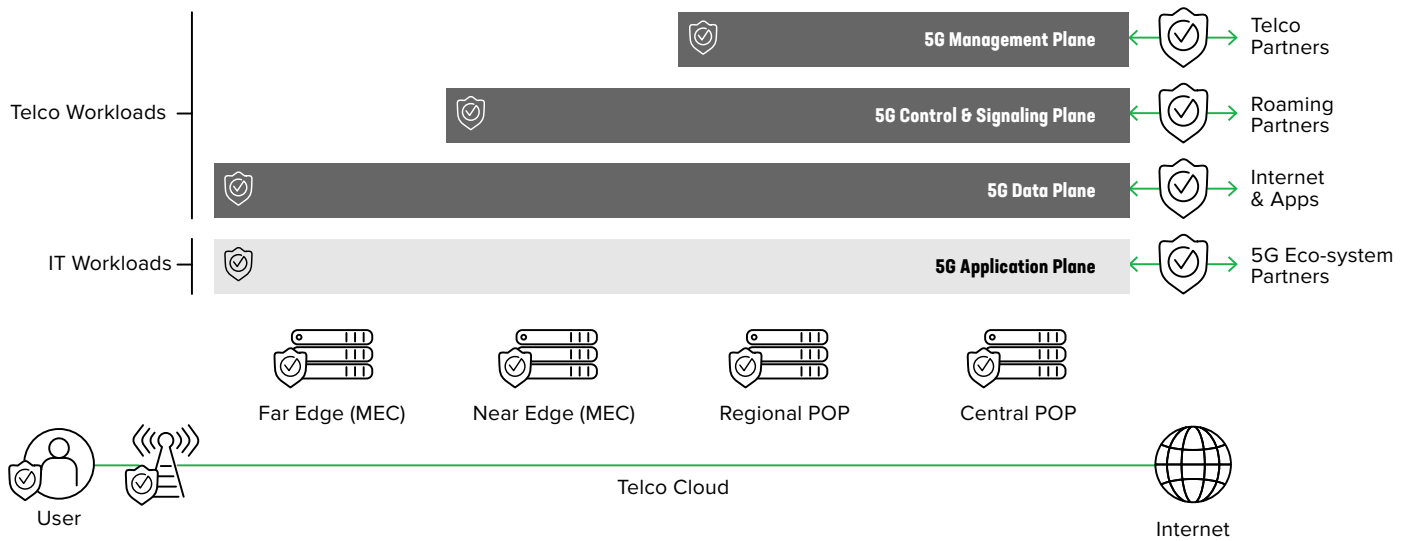 5G Management Plane
Telco
Partners
Telco Workloads
5G Control & Signaling Plane
Roaming
Partners
5G Data Plane
Internet
& Apps
IT Workloads
5G Application Plane
5G Eco-system
Partners
Far Edge (MEC)
Near Edge (MEC)
Regional POP
Central POP
Telco Cloud
User
Internet